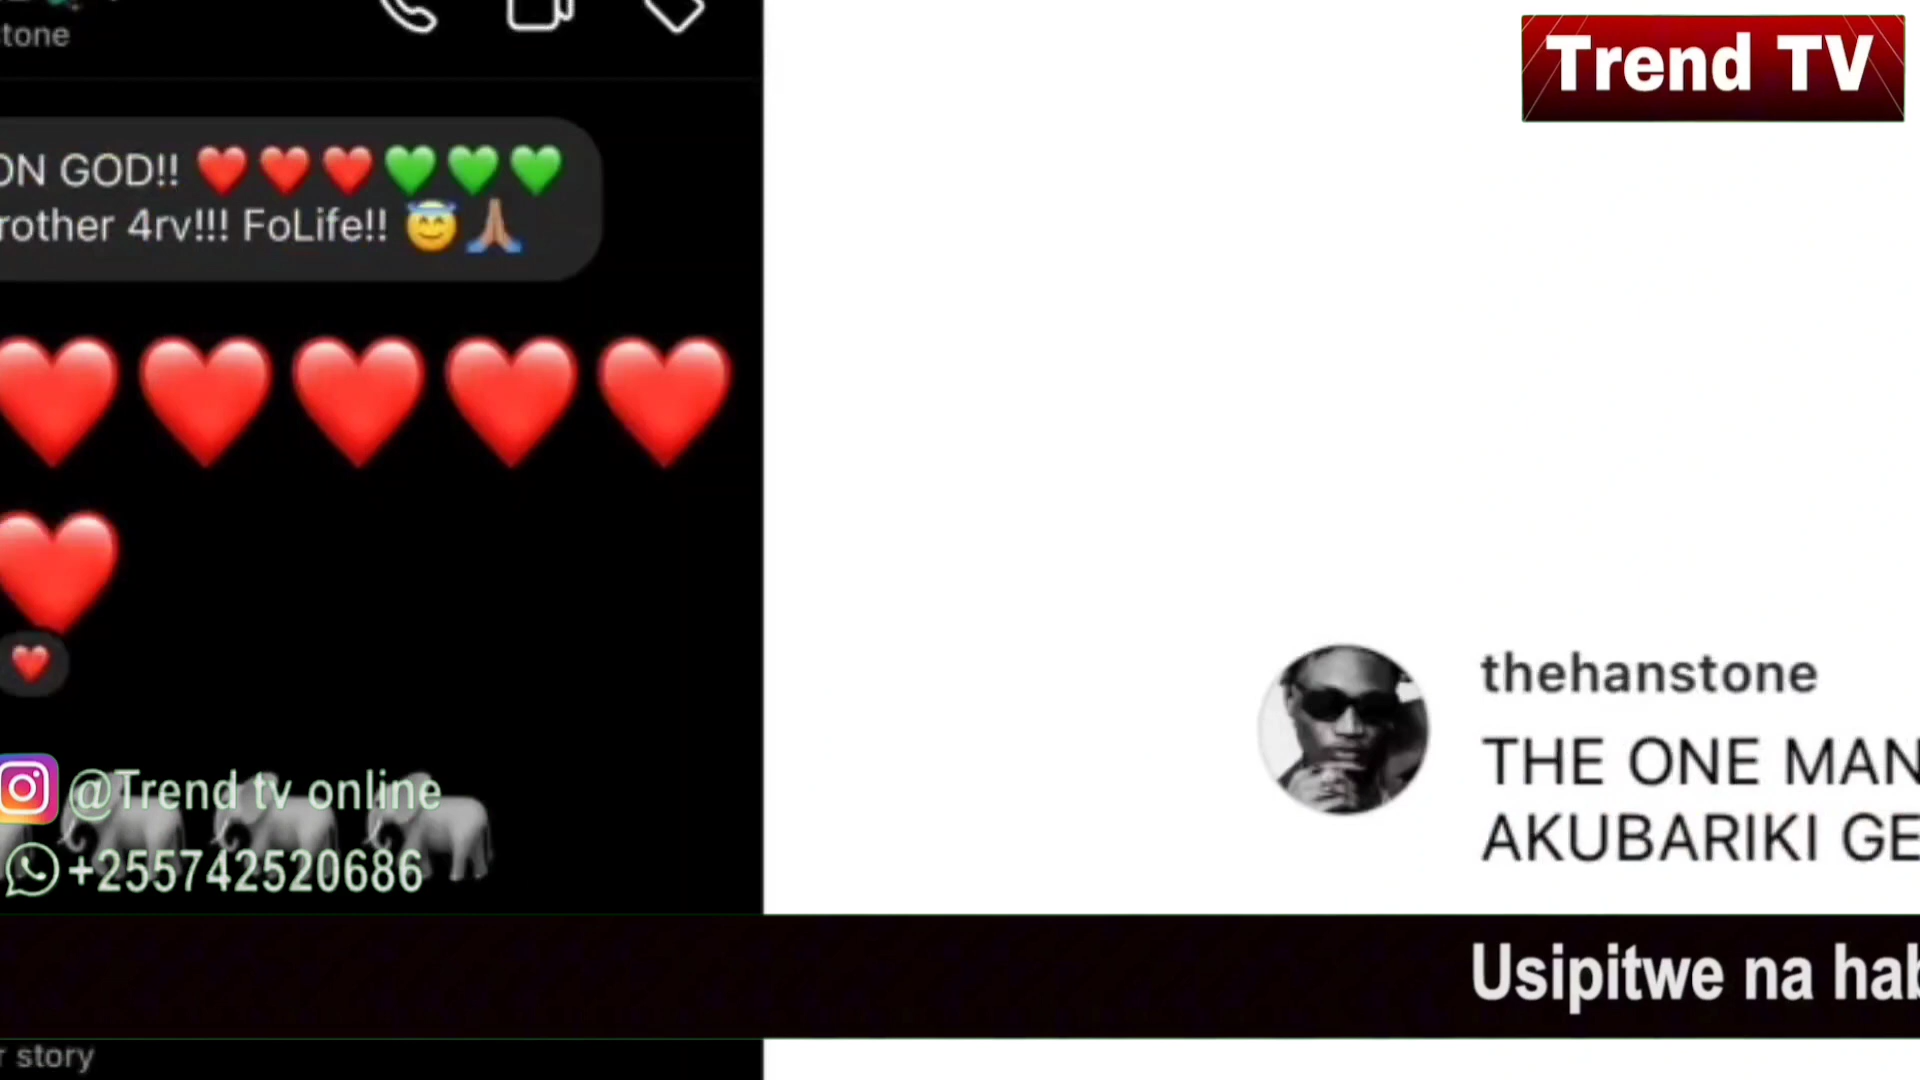 tone
Trend TV
ON GOD!! ❤️❤️❤️💚💚💚
rother 4rv!!! FoLife!! 😇🙏🏽
thehanstone
THE ONE MAN
AKUBARIKI GE
@Trend tv online
+255742520686
Usipitwe na hab
r story